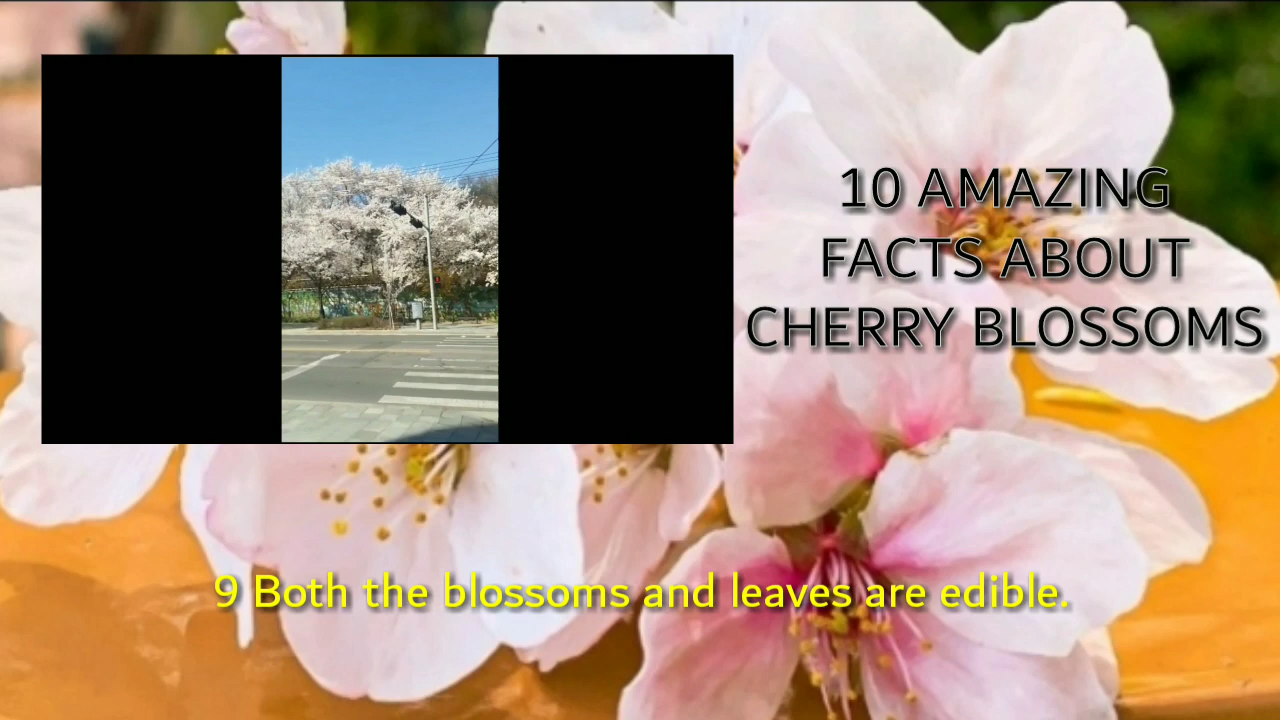 10 AMAZING
FACTS ABOUT
CHERRY BLOSSOMS
9 Both the blossoms and leaves are edible.